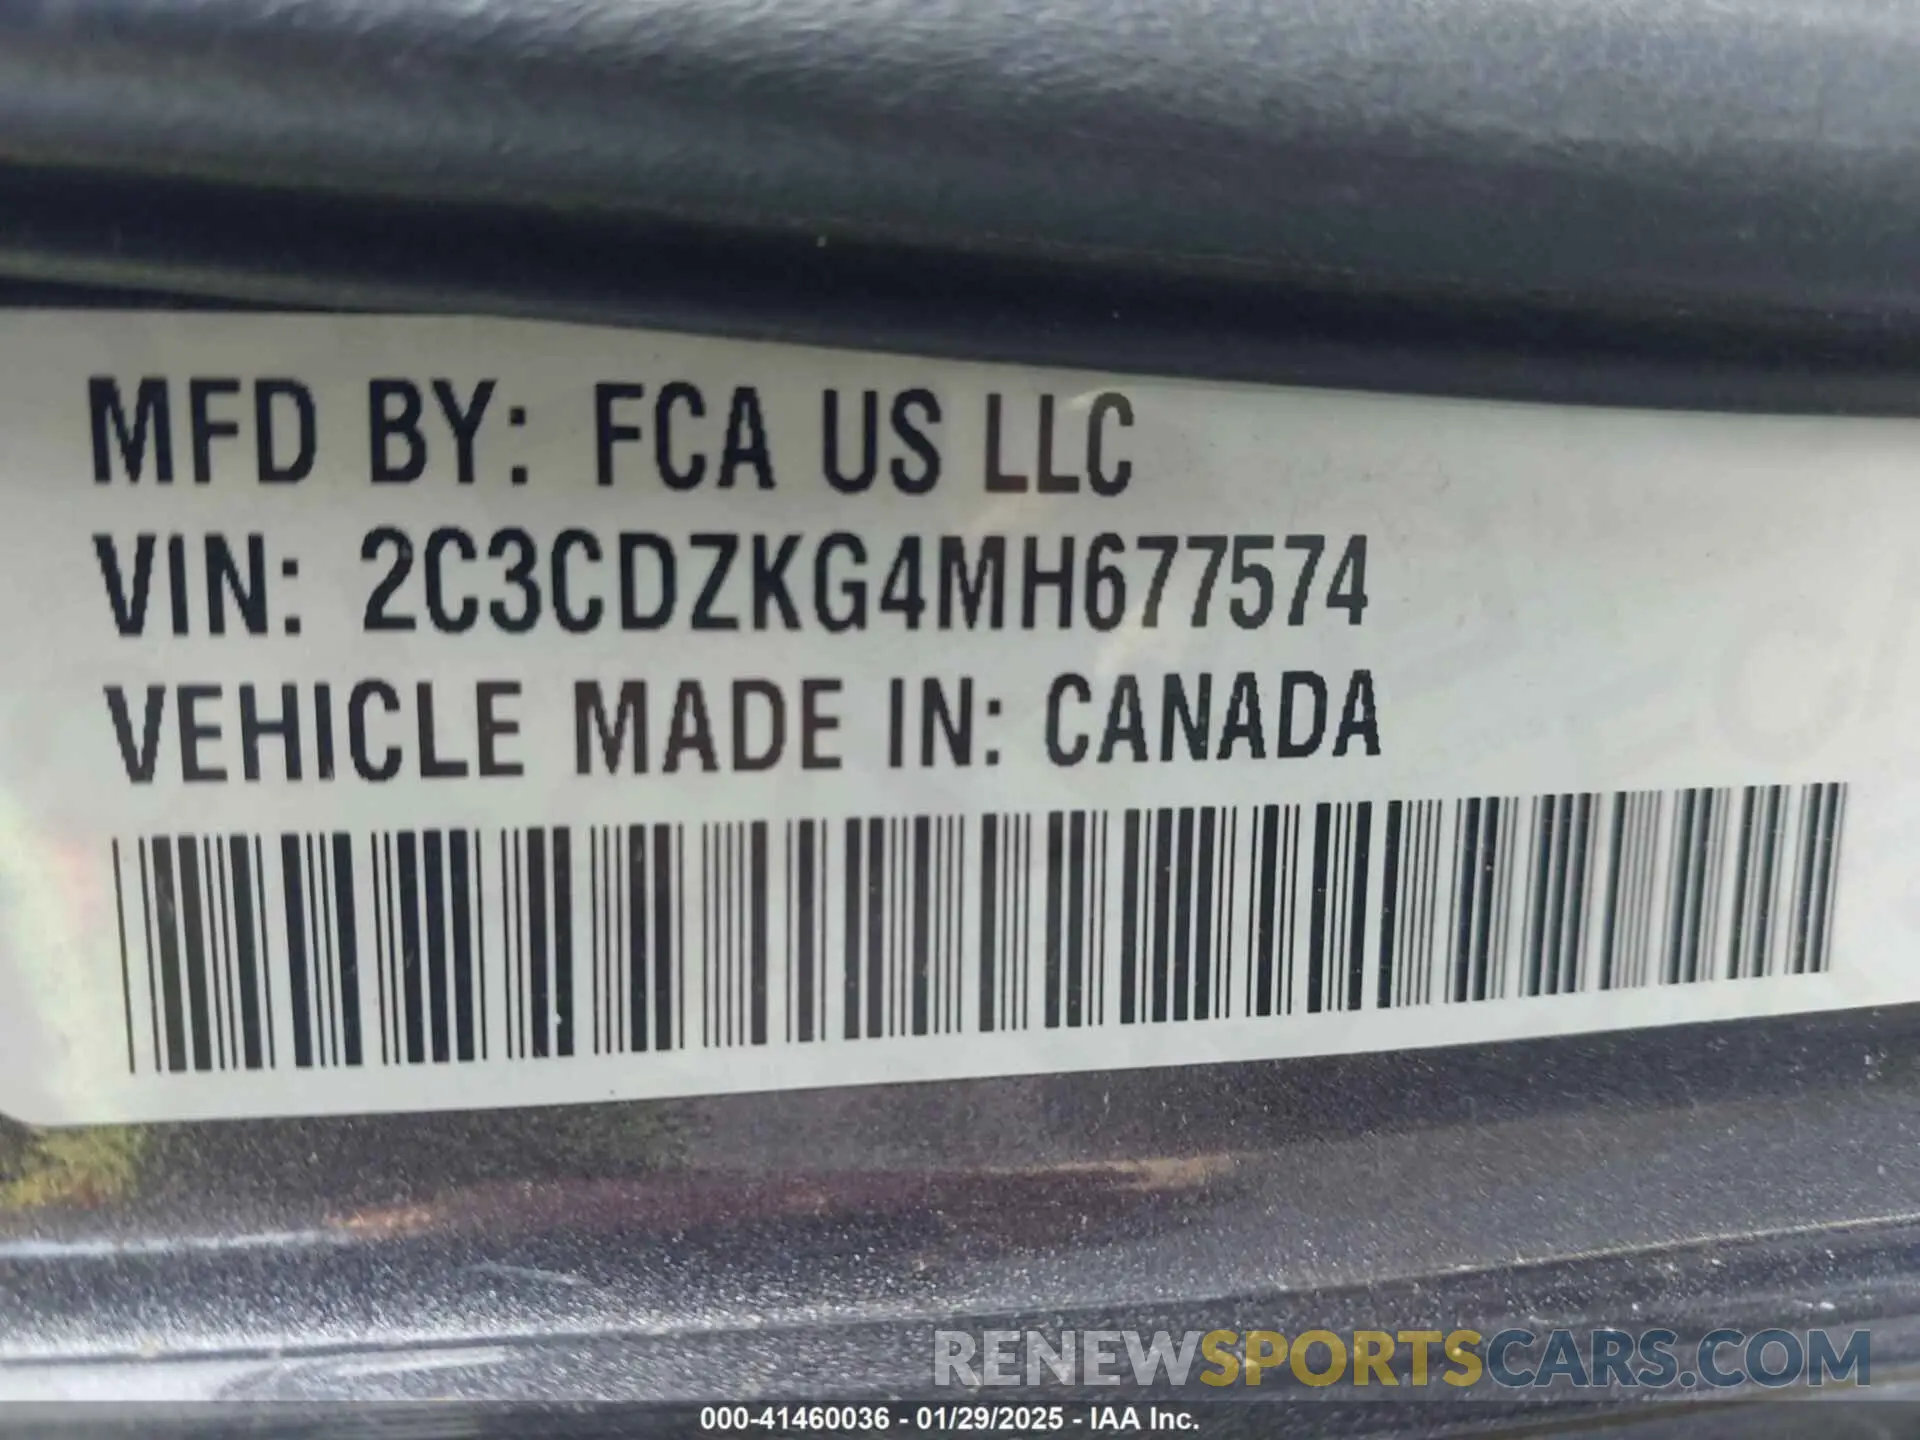 MFD BY: FCA US LLC
VIN: 2C3CDZKG4MH677574
VEHICLE MADE IN: CANADA
RENEWSPORTSCARS.COM
000-41460036 - 01/29/2025 - IAA Inc.